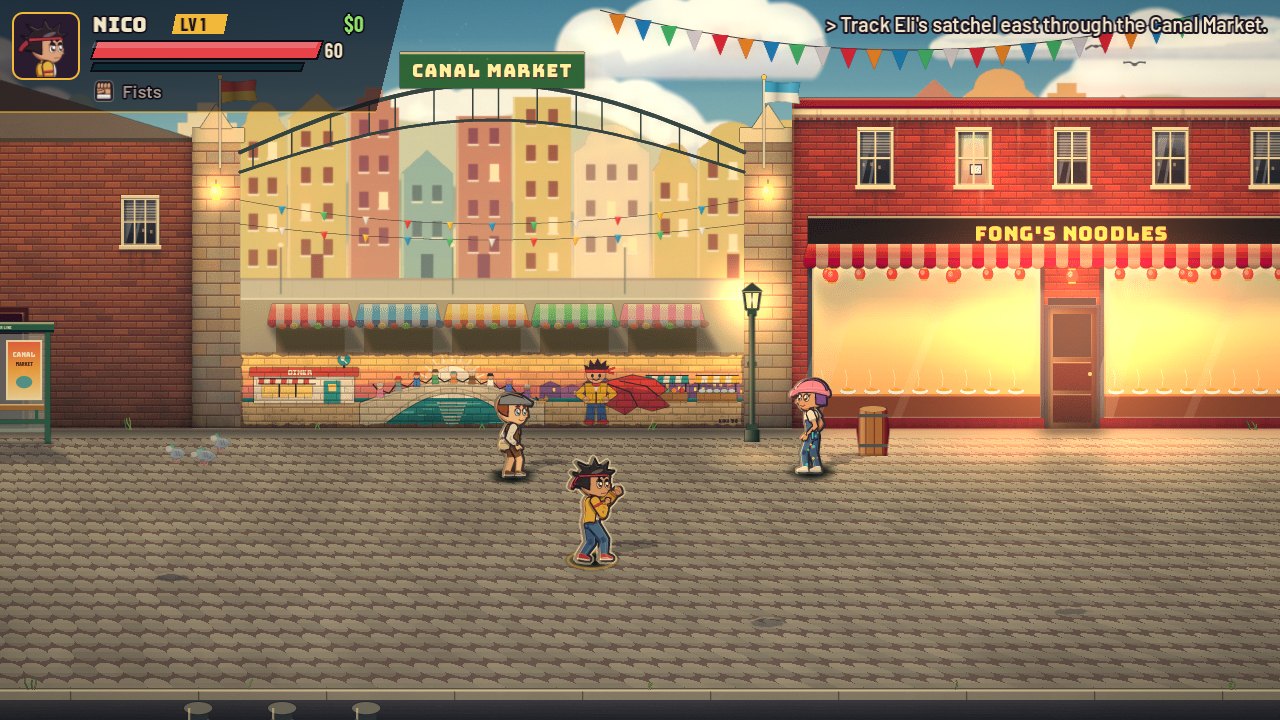 NICO
LV 1
$0
60
Fists
> Track Eli's satchel east through the Canal Market.
CANAL MARKET
FONG'S NOODLES
DINER
CANAL
MARKET